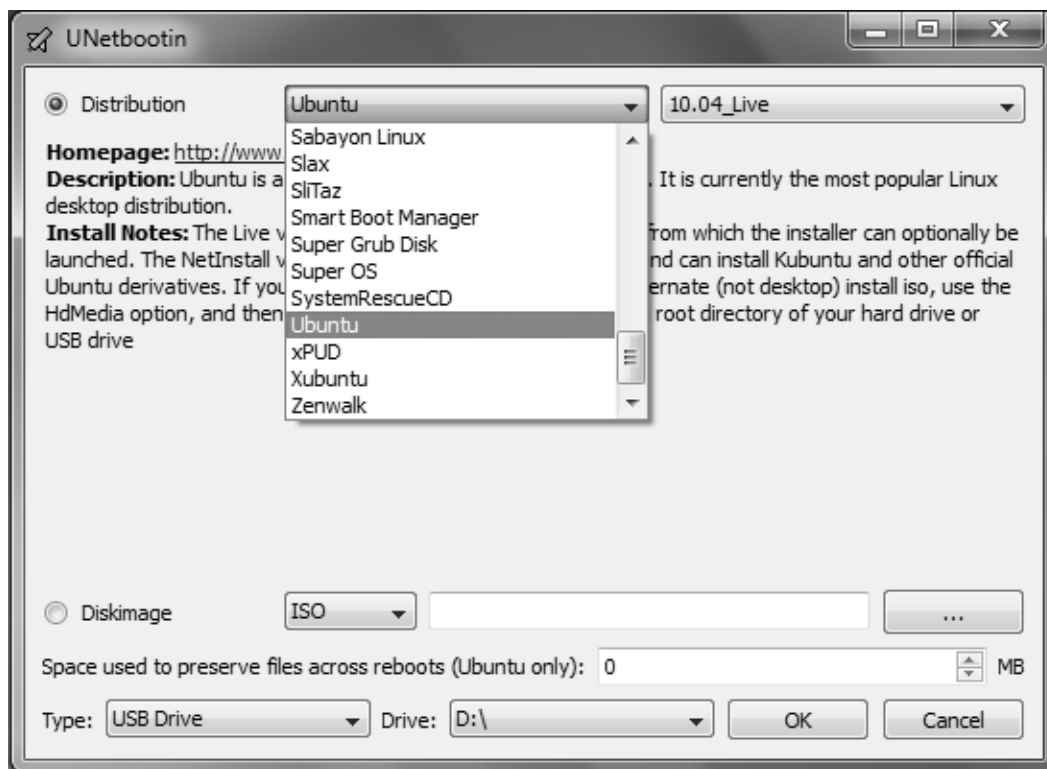 UNetbootin
Distribution
Ubuntu
10.04_Live
Sabayon Linux
Slax
SliTaz
Smart Boot Manager
Super Grub Disk
Super OS
SystemRescueCD
Ubuntu
xPUD
Xubuntu
Zenwalk
Homepage: http://www
Description: Ubuntu is a . It is currently the most popular Linux
desktop distribution.
Install Notes: The Live v from which the installer can optionally be
launched. The NetInstall v nd can install Kubuntu and other official
Ubuntu derivatives. If you ernate (not desktop) install iso, use the
HdMedia option, and then root directory of your hard drive or
USB drive
Diskimage
ISO
...
Space used to preserve files across reboots (Ubuntu only): 0 MB
Type: USB Drive Drive: D:\ OK Cancel